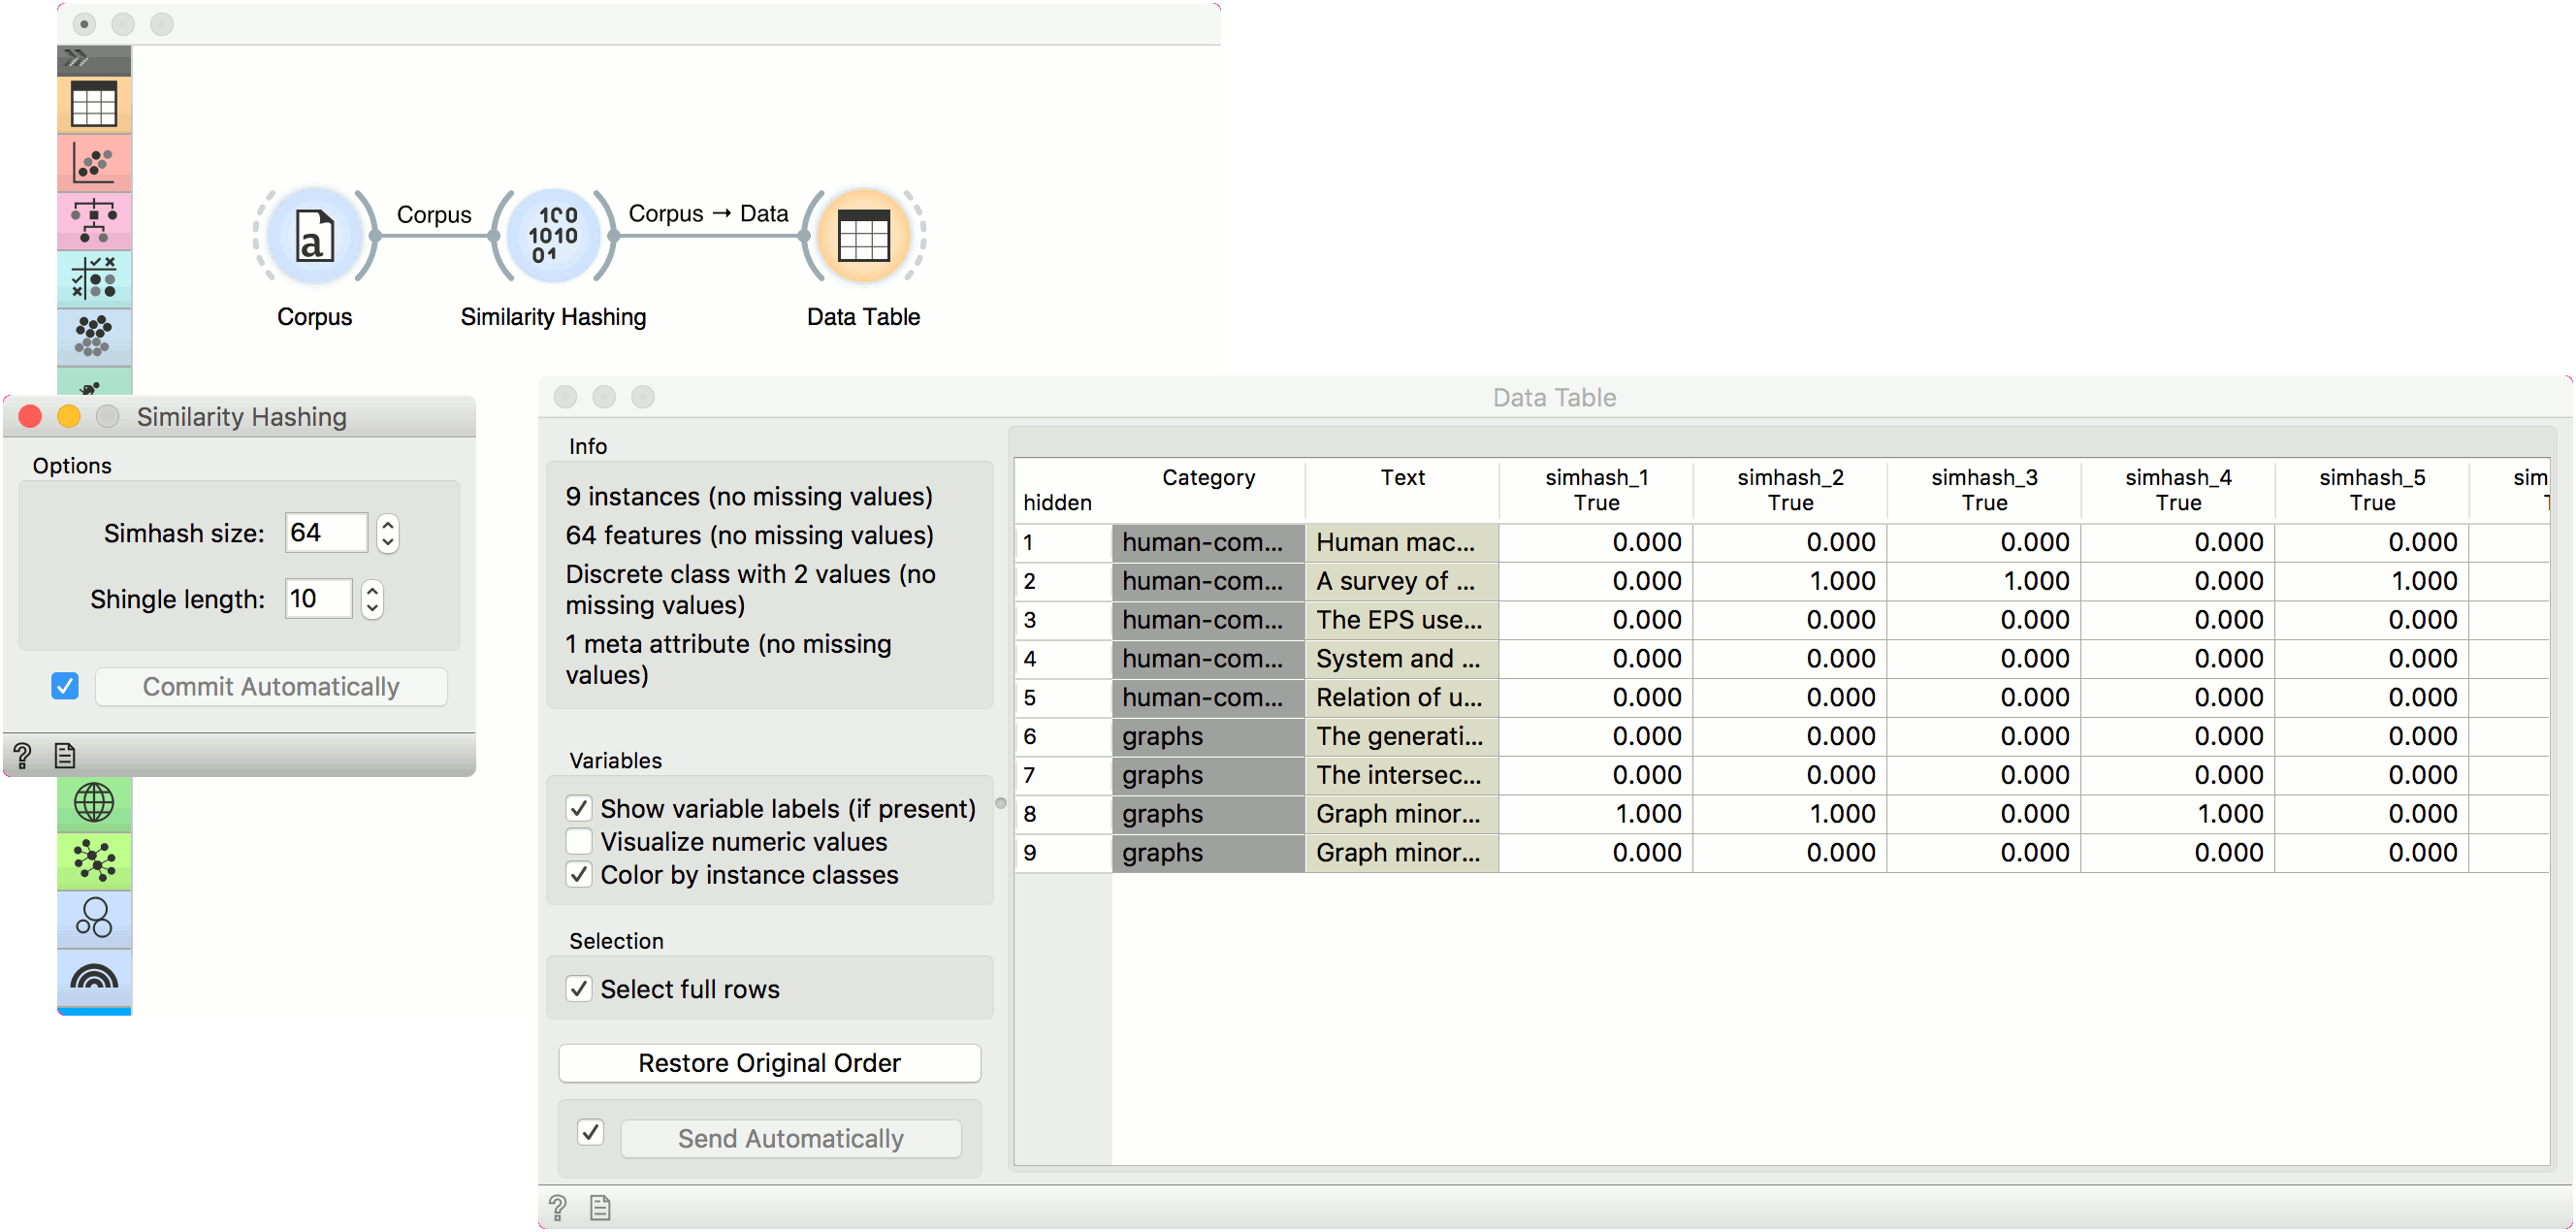 Corpus
Corpus → Data
Corpus
Similarity Hashing
Data Table
Similarity Hashing
Options
Simhash size: 64
Shingle length: 10
Commit Automatically
Data Table
Info
9 instances (no missing values)
64 features (no missing values)
Discrete class with 2 values (no
missing values)
1 meta attribute (no missing
values)
Variables
Show variable labels (if present)
Visualize numeric values
Color by instance classes
Selection
Select full rows
Restore Original Order
Send Automatically
Category Text simhash_1 simhash_2 simhash_3 simhash_4 simhash_5 sim
hidden True True True True True
1 human-com... Human mac... 0.000 0.000 0.000 0.000 0.000
2 human-com... A survey of ... 0.000 1.000 1.000 0.000 1.000
3 human-com... The EPS use... 0.000 0.000 0.000 0.000 0.000
4 human-com... System and ... 0.000 0.000 0.000 0.000 0.000
5 human-com... Relation of u... 0.000 0.000 0.000 0.000 0.000
6 graphs The generati... 0.000 0.000 0.000 0.000 0.000
7 graphs The intersec... 0.000 0.000 0.000 0.000 0.000
8 graphs Graph minor... 1.000 1.000 0.000 1.000 0.000
9 graphs Graph minor... 0.000 0.000 0.000 0.000 0.000